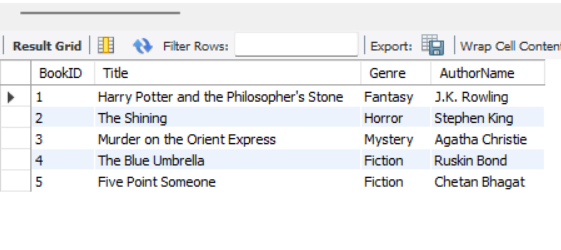 Result Grid Filter Rows: Export: Wrap Cell Conten
BookID Title Genre AuthorName
1 Harry Potter and the Philosopher's Stone Fantasy J.K. Rowling
2 The Shining Horror Stephen King
3 Murder on the Orient Express Mystery Agatha Christie
4 The Blue Umbrella Fiction Ruskin Bond
5 Five Point Someone Fiction Chetan Bhagat